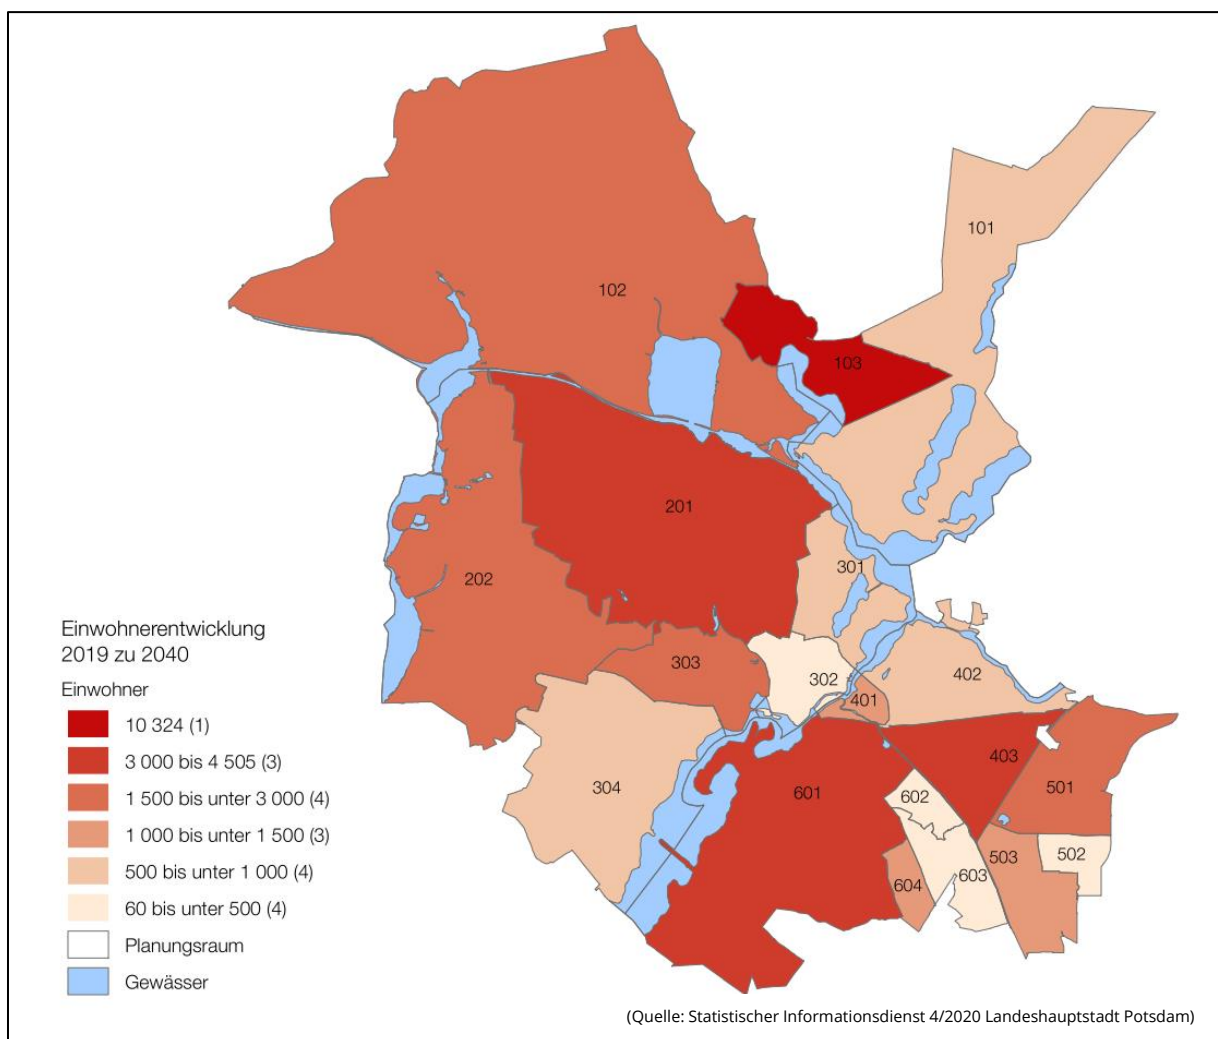 101
102
103
201
301
202
Einwohnerentwicklung
2019 zu 2040
Einwohner
303
302
402
401
10 324 (1)
3 000 bis 4 505 (3)
403
1 500 bis unter 3 000 (4)
304
601
602
501
1 000 bis unter 1 500 (3)
503
502
500 bis unter 1 000 (4)
604
603
60 bis unter 500 (4)
Planungsraum
Gewässer
(Quelle: Statistischer Informationsdienst 4/2020 Landeshauptstadt Potsdam)